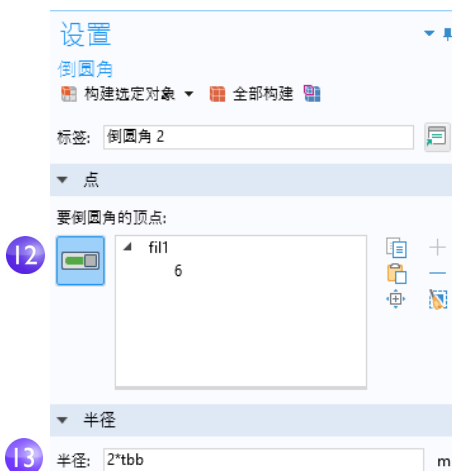 设置
倒圆角
构建选定对象 全部构建
标签: 倒圆角 2
点
要倒圆角的顶点:
12
fil1
6
半径
13
半径: 2*tbb m